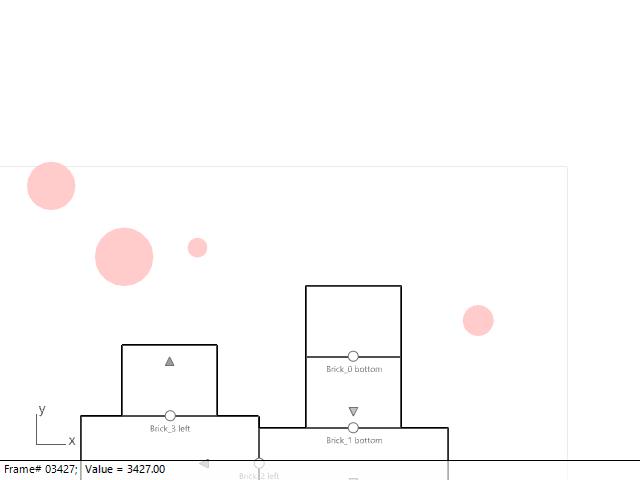 Brick_0 bottom
y
Brick_3 left
Brick_1 bottom
x
Frame# 03427; Value = 3427.00
Brick_2 left